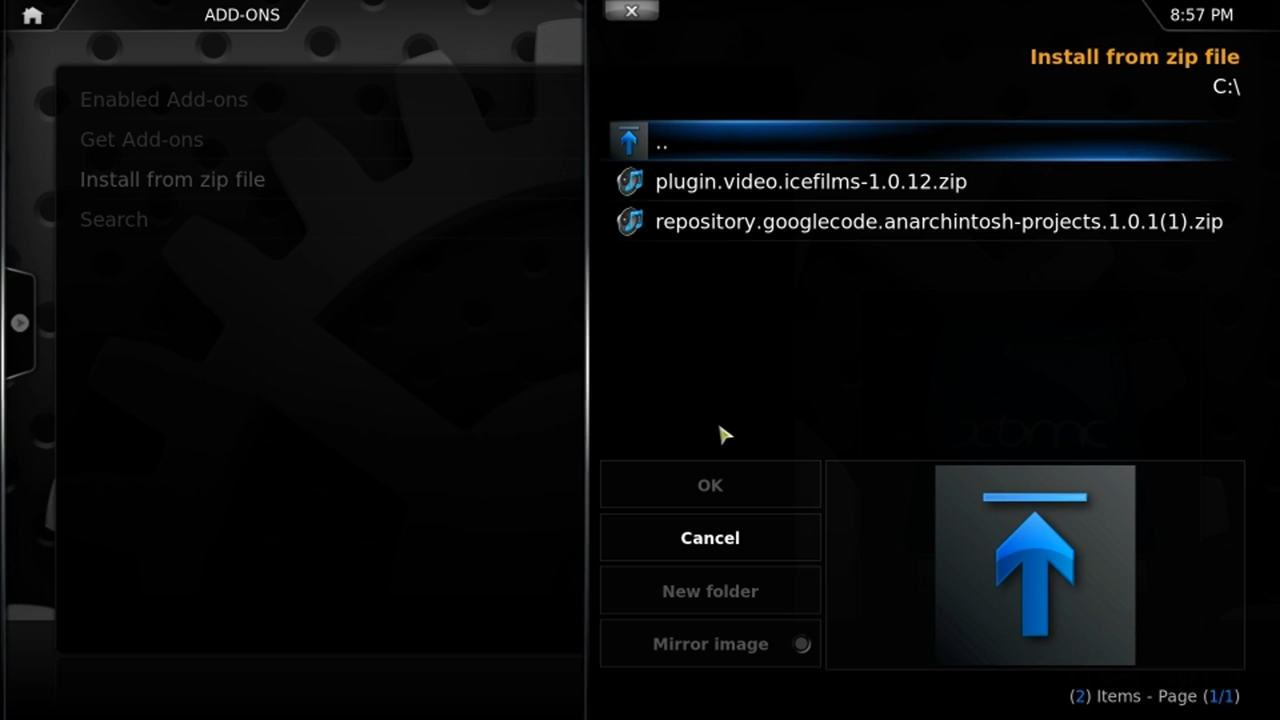 ADD-ONS
8:57 PM
Install from zip file
C:\
Enabled Add-ons
Get Add-ons
Install from zip file
Search
..
plugin.video.icefilms-1.0.12.zip
repository.googlecode.anarchintosh-projects.1.0.1(1).zip
xbmc
OK
Cancel
New folder
Mirror image
(2) Items - Page (1/1)